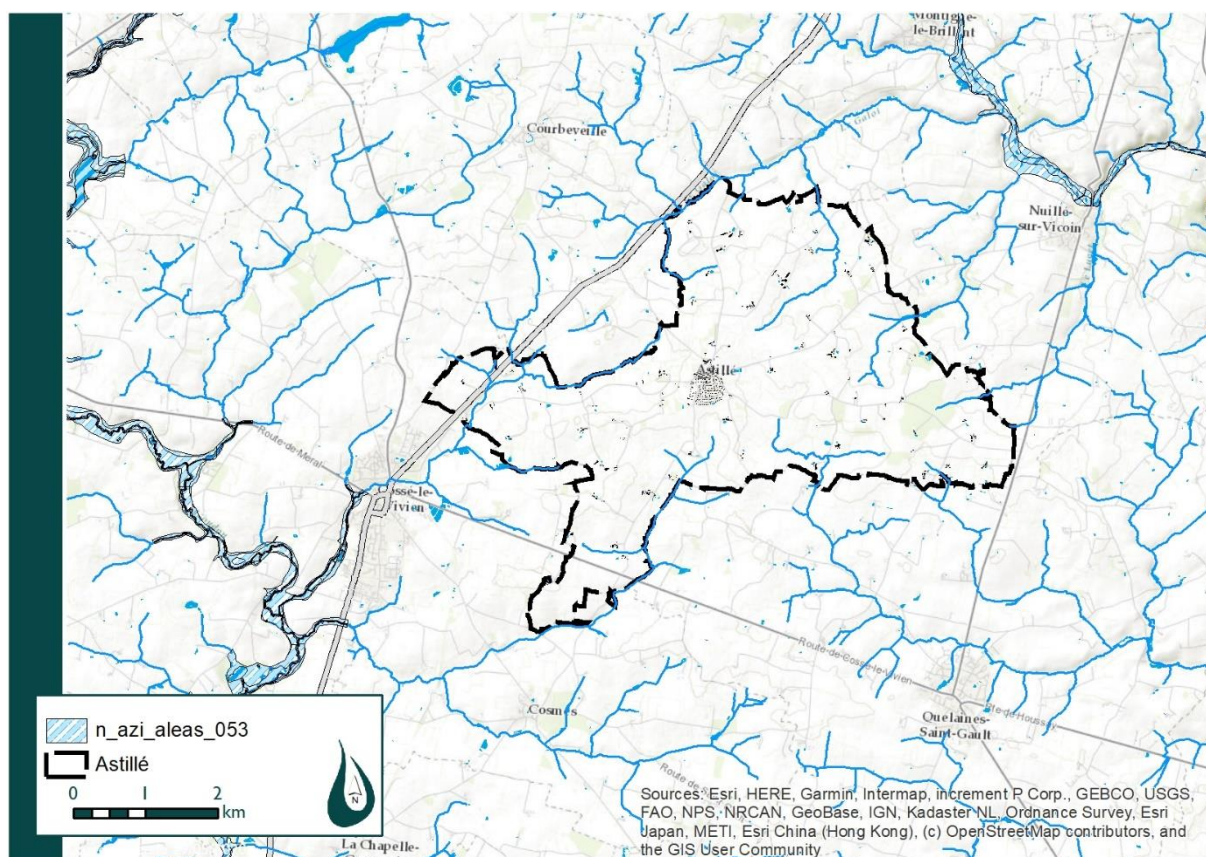 Montigné-
le-Brillant
Courbeveille
Nuillé-
sur-Vicoin
Astillé
Route-de-Méral
Cossé-le-
Vivien
Route-de-Cossé-le-Vivien
Rte-de-Houssay
Quelaines-
Saint-Gault
Cosmes
La Chapelle-
n_azi_aleas_053
Astillé
0 1 2
km
N
Sources: Esri, HERE, Garmin, Intermap, increment P Corp., GEBCO, USGS,
FAO, NPS, NRCAN, GeoBase, IGN, Kadaster NL, Ordnance Survey, Esri
Japan, METI, Esri China (Hong Kong), (c) OpenStreetMap contributors, and
the GIS User Community